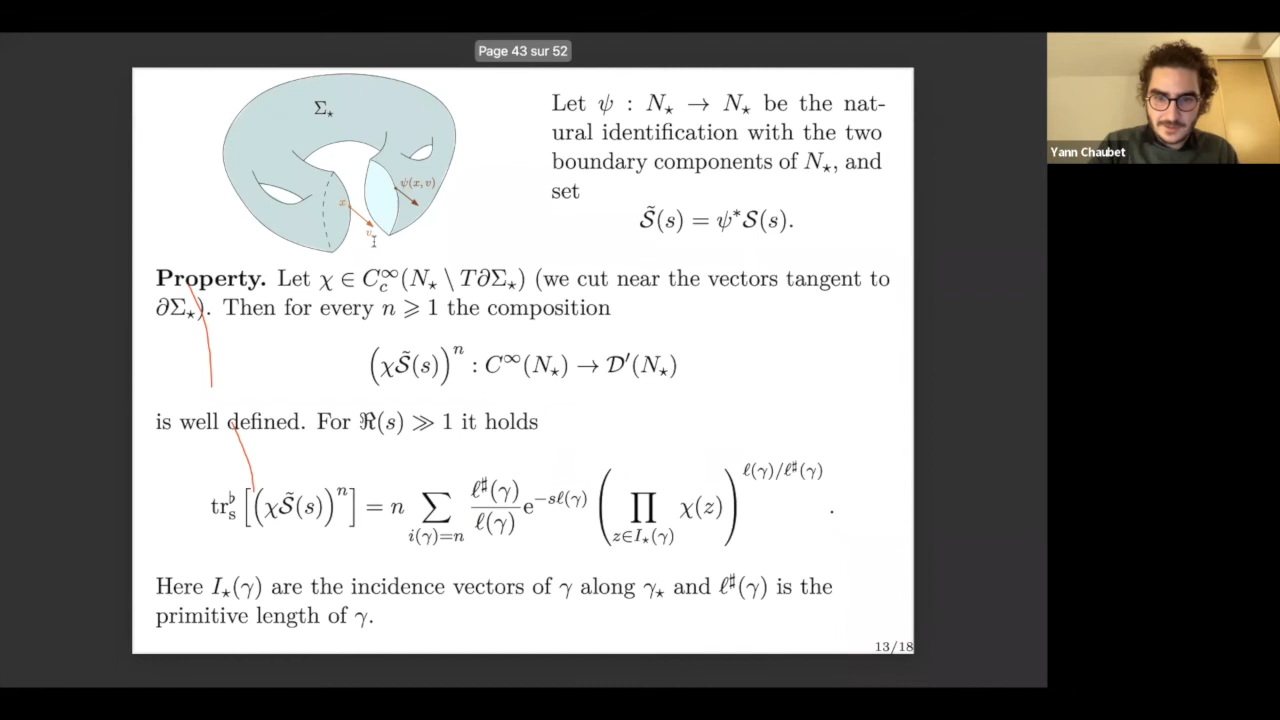 Page 43 sur 52
Σ⋆
ψ(x, v)
x
v
Let ψ : N⋆ → N⋆ be the nat-
ural identification with the two
boundary components of N⋆, and
set
S̃(s) = ψ*S(s).
Property. Let χ ∈ C_c^∞(N⋆ \ T∂Σ⋆) (we cut near the vectors tangent to
∂Σ⋆). Then for every n ⩾ 1 the composition
(χS̃(s))^n : C^∞(N⋆) → D′(N⋆)
is well defined. For ℜ(s) ≫ 1 it holds
tr_s^♭ [(χS̃(s))^n] = n ∑_{i(γ)=n} ℓ^♯(γ)/ℓ(γ) e^{−sℓ(γ)} (∏_{z∈I⋆(γ)} χ(z))^{ℓ(γ)/ℓ^♯(γ)} .
Here I⋆(γ) are the incidence vectors of γ along γ⋆ and ℓ^♯(γ) is the
primitive length of γ.
13/18
Yann Chaubet